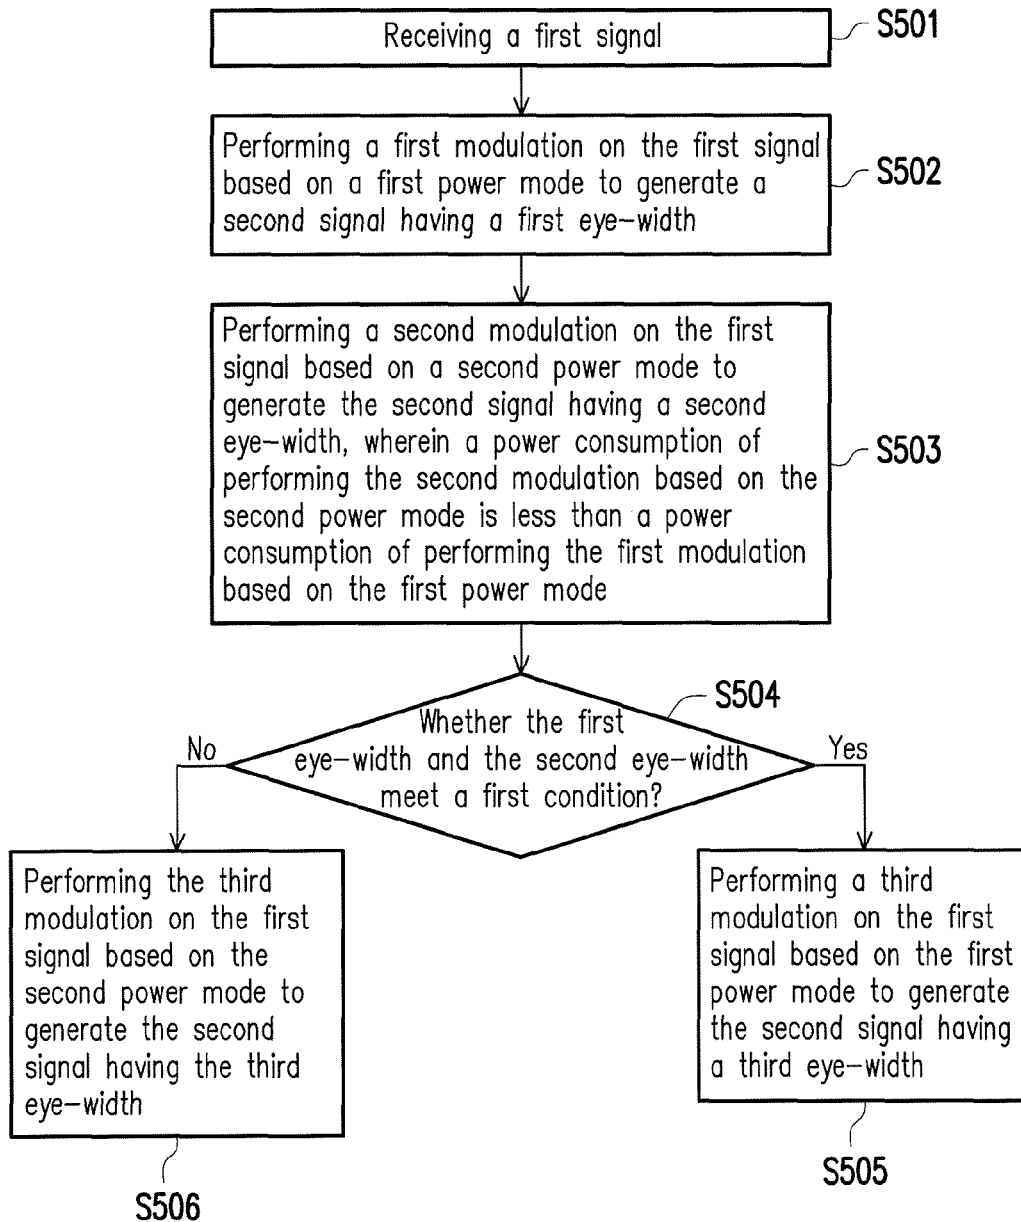 Receiving a first signal
S501
Performing a first modulation on the first signal
based on a first power mode to generate a
second signal having a first eye-width
S502
Performing a second modulation on the first
signal based on a second power mode to
generate the second signal having a second
eye-width, wherein a power consumption of
performing the second modulation based on the
second power mode is less than a power
consumption of performing the first modulation
based on the first power mode
S503
S504
Whether the first
eye-width and the second eye-width
meet a first condition?
No
Yes
Performing the third
modulation on the first
signal based on the
second power mode to
generate the second
signal having the third
eye-width
S506
Performing a third
modulation on the first
signal based on the first
power mode to generate
the second signal having
a third eye-width
S505